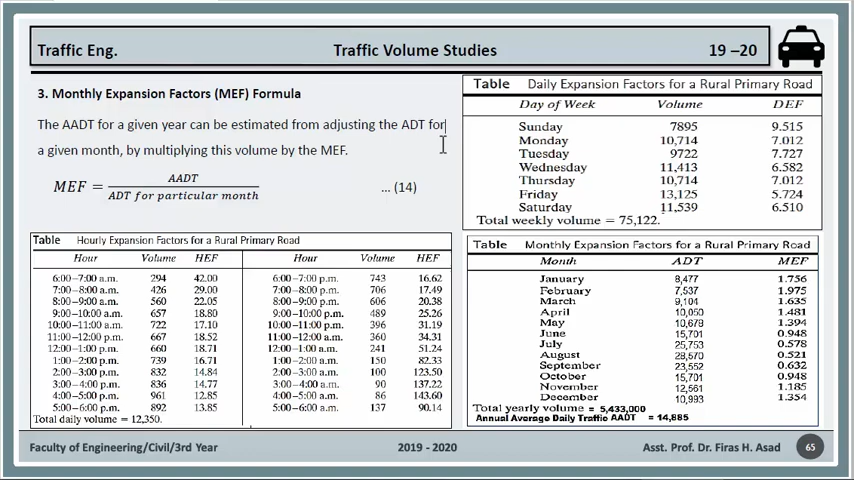 Traffic Eng. Traffic Volume Studies 19 –20
3. Monthly Expansion Factors (MEF) Formula
The AADT for a given year can be estimated from adjusting the ADT for
a given month, by multiplying this volume by the MEF.
MEF = AADT / ADT for particular month ... (14)
Table Daily Expansion Factors for a Rural Primary Road
Day of Week Volume DEF
Sunday 7895 9.515
Monday 10,714 7.012
Tuesday 9722 7.727
Wednesday 11,413 6.582
Thursday 10,714 7.012
Friday 13,125 5.724
Saturday 11,539 6.510
Total weekly volume = 75,122.
Table Hourly Expansion Factors for a Rural Primary Road
Hour Volume HEF Hour Volume HEF
6:00–7:00 a.m. 294 42.00 6:00–7:00 p.m. 743 16.62
7:00–8:00 a.m. 426 29.00 7:00–8:00 p.m. 706 17.49
8:00–9:00 a.m. 560 22.05 8:00–9:00 p.m. 606 20.38
9:00–10:00 a.m. 657 18.80 9:00–10:00 p.m. 489 25.26
10:00–11:00 a.m. 722 17.10 10:00–11:00 p.m. 396 31.19
11:00–12:00 p.m. 667 18.52 11:00–12:00 a.m. 360 34.31
12:00–1:00 p.m. 660 18.71 12:00–1:00 a.m. 241 51.24
1:00–2:00 p.m. 739 16.71 1:00–2:00 a.m. 150 82.33
2:00–3:00 p.m. 832 14.84 2:00–3:00 a.m. 100 123.50
3:00–4:00 p.m. 836 14.77 3:00–4:00 a.m. 90 137.22
4:00–5:00 p.m. 961 12.85 4:00–5:00 a.m. 86 143.60
5:00–6:00 p.m. 892 13.85 5:00–6:00 a.m. 137 90.14
Total daily volume = 12,350.
Table Monthly Expansion Factors for a Rural Primary Road
Month ADT MEF
January 8,477 1.756
February 7,537 1.975
March 9,104 1.635
April 10,050 1.481
May 10,678 1.394
June 15,701 0.948
July 25,753 0.578
August 28,570 0.521
September 23,552 0.632
October 15,701 0.948
November 12,561 1.185
December 10,993 1.354
Total yearly volume = 5,433,000
Annual Average Daily Traffic AADT = 14,885
Faculty of Engineering/Civil/3rd Year 2019 - 2020 Asst. Prof. Dr. Firas H. Asad 65